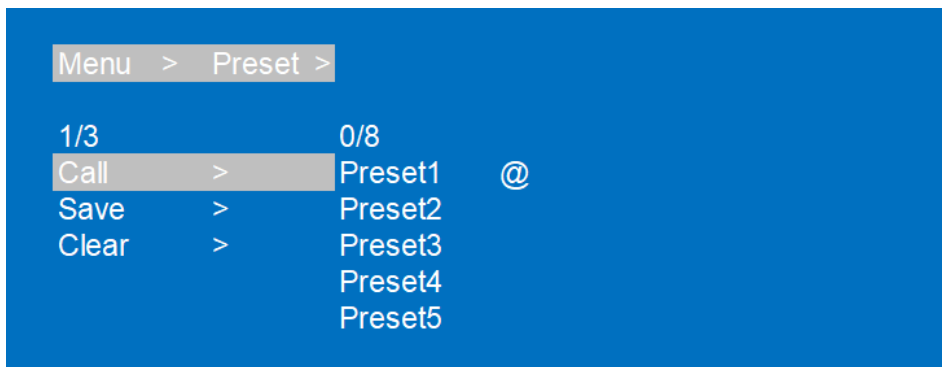 Menu > Preset >
1/3 0/8
Call > Preset1 @
Save > Preset2
Clear > Preset3
Preset4
Preset5